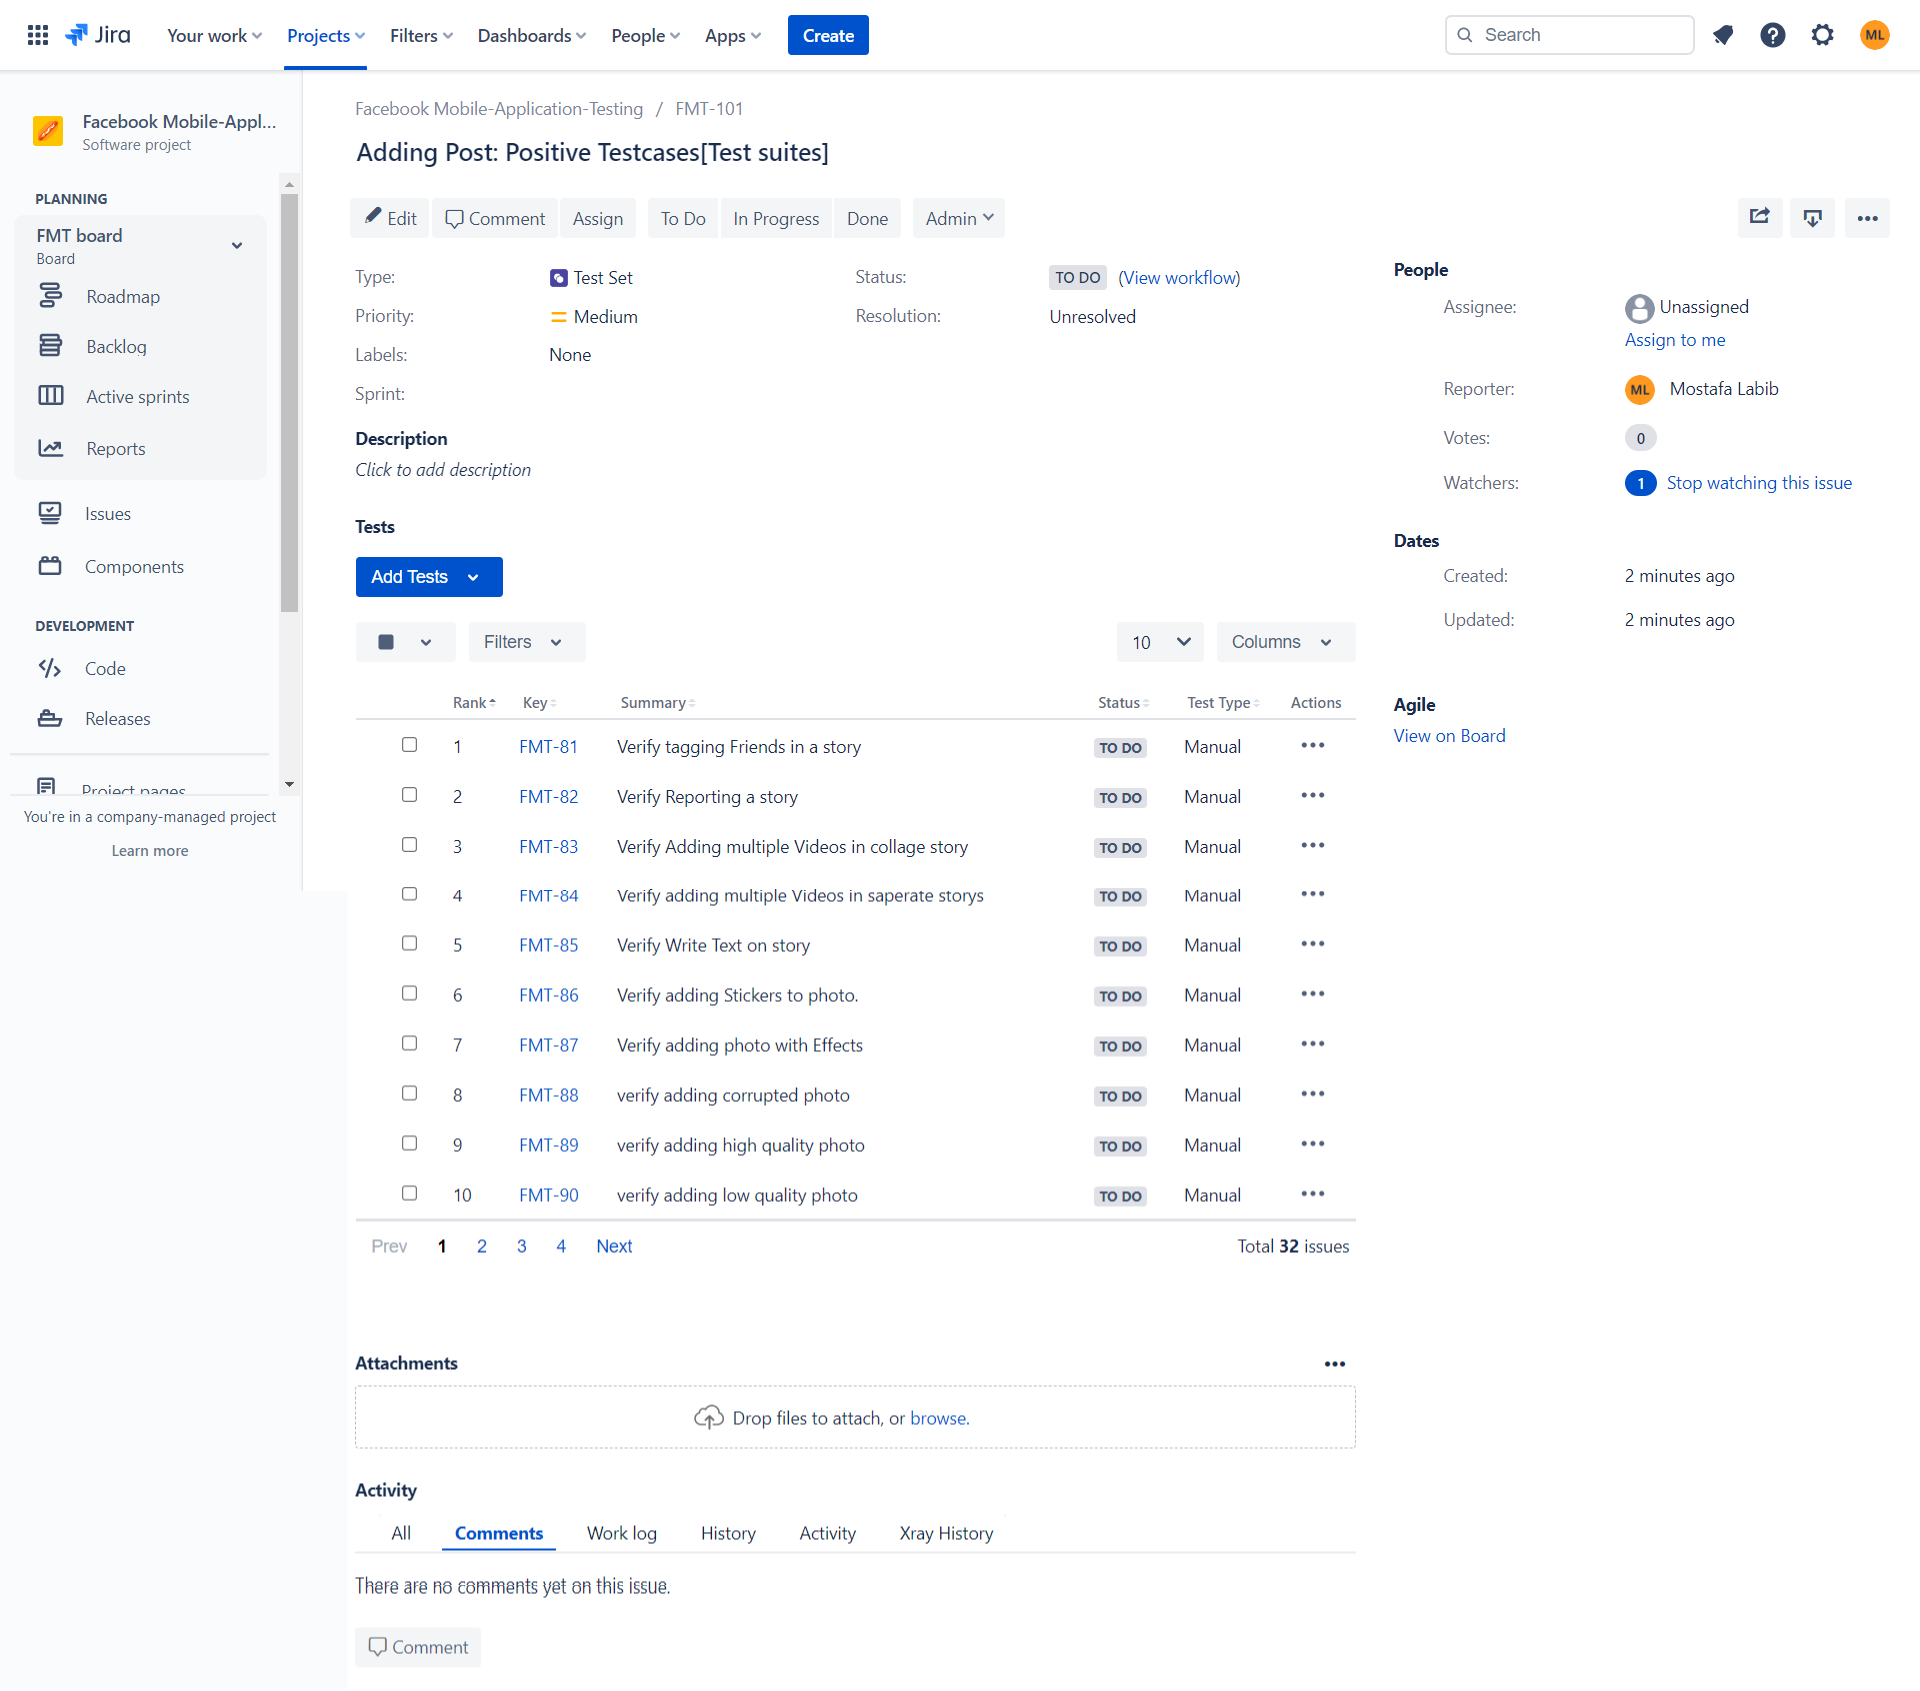 Jira Your work Projects Filters Dashboards People Apps Create Search ML
Facebook Mobile-Appl...
Software project
PLANNING
FMT board
Board
Roadmap
Backlog
Active sprints
Reports
Issues
Components
DEVELOPMENT
Code
Releases
Project pages
You're in a company-managed project
Learn more
Facebook Mobile-Application-Testing / FMT-101
Adding Post: Positive Testcases[Test suites]
Edit Comment Assign To Do In Progress Done Admin
Type: Test Set Status: TO DO (View workflow)
Priority: Medium Resolution: Unresolved
Labels: None
Sprint:
Description
Click to add description
Tests
Add Tests
Filters 10 Columns
Rank Key Summary Status Test Type Actions
1 FMT-81 Verify tagging Friends in a story TO DO Manual
2 FMT-82 Verify Reporting a story TO DO Manual
3 FMT-83 Verify Adding multiple Videos in collage story TO DO Manual
4 FMT-84 Verify adding multiple Videos in saperate storys TO DO Manual
5 FMT-85 Verify Write Text on story TO DO Manual
6 FMT-86 Verify adding Stickers to photo. TO DO Manual
7 FMT-87 Verify adding photo with Effects TO DO Manual
8 FMT-88 verify adding corrupted photo TO DO Manual
9 FMT-89 verify adding high quality photo TO DO Manual
10 FMT-90 verify adding low quality photo TO DO Manual
Prev 1 2 3 4 Next Total 32 issues
Attachments
Drop files to attach, or browse.
Activity
All Comments Work log History Activity Xray History
There are no comments yet on this issue.
Comment
People
Assignee: Unassigned
Assign to me
Reporter: ML Mostafa Labib
Votes: 0
Watchers: 1 Stop watching this issue
Dates
Created: 2 minutes ago
Updated: 2 minutes ago
Agile
View on Board